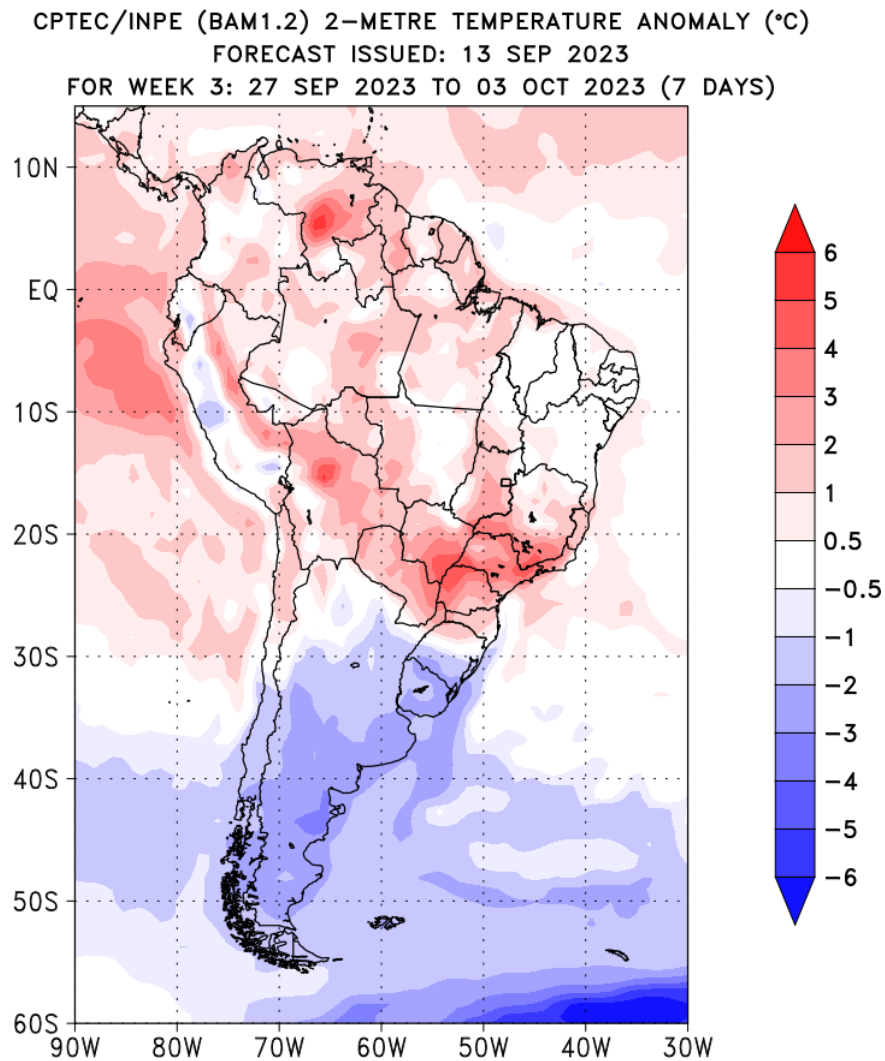 CPTEC/INPE (BAM1.2) 2-METRE TEMPERATURE ANOMALY (°C)
FORECAST ISSUED: 13 SEP 2023
FOR WEEK 3: 27 SEP 2023 TO 03 OCT 2023 (7 DAYS)
10N
EQ
10S
20S
30S
40S
50S
60S
90W 80W 70W 60W 50W 40W 30W
6
5
4
3
2
1
0.5
-0.5
-1
-2
-3
-4
-5
-6